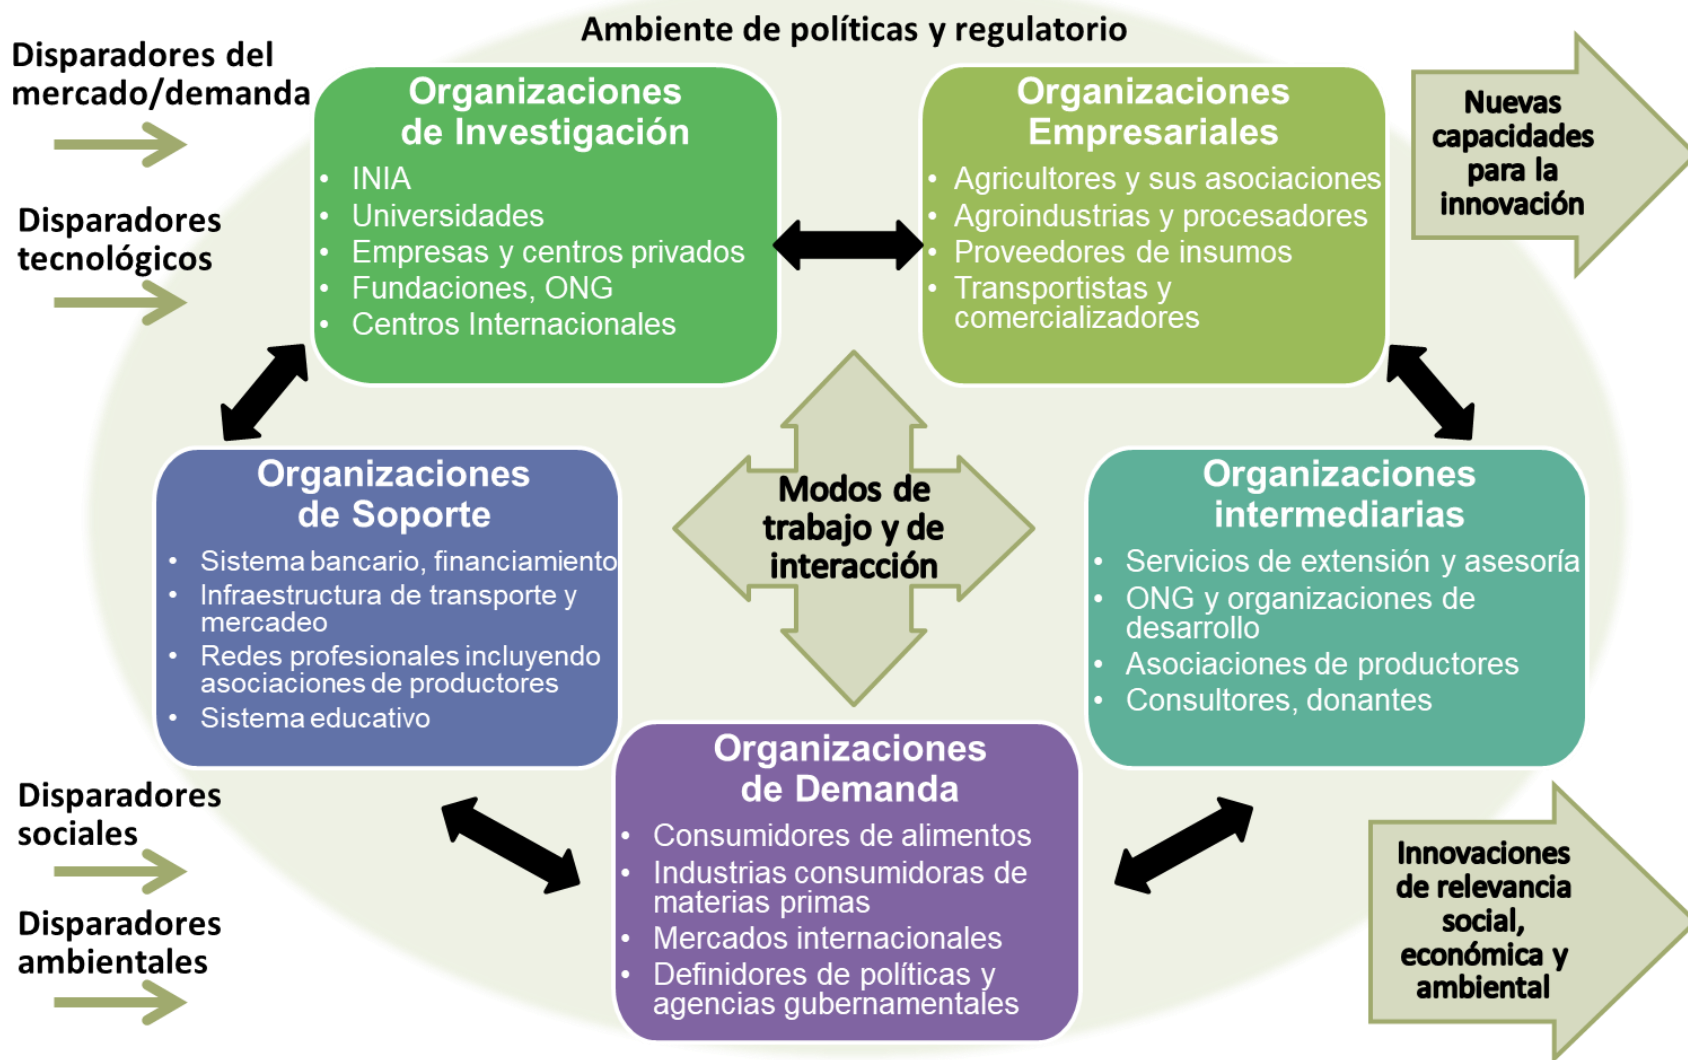 Ambiente de políticas y regulatorio
Disparadores del
mercado/demanda
Disparadores
tecnológicos
Organizaciones
de Investigación
• INIA
• Universidades
• Empresas y centros privados
• Fundaciones, ONG
• Centros Internacionales
Organizaciones
Empresariales
• Agricultores y sus asociaciones
• Agroindustrias y procesadores
• Proveedores de insumos
• Transportistas y
comercializadores
Nuevas
capacidades
para la
innovación
Organizaciones
de Soporte
• Sistema bancario, financiamiento
• Infraestructura de transporte y
mercadeo
• Redes profesionales incluyendo
asociaciones de productores
• Sistema educativo
Modos de
trabajo y de
interacción
Organizaciones
intermediarias
• Servicios de extensión y asesoría
• ONG y organizaciones de
desarrollo
• Asociaciones de productores
• Consultores, donantes
Disparadores
sociales
Disparadores
ambientales
Organizaciones
de Demanda
• Consumidores de alimentos
• Industrias consumidoras de
materias primas
• Mercados internacionales
• Definidores de políticas y
agencias gubernamentales
Innovaciones
de relevancia
social,
económica y
ambiental